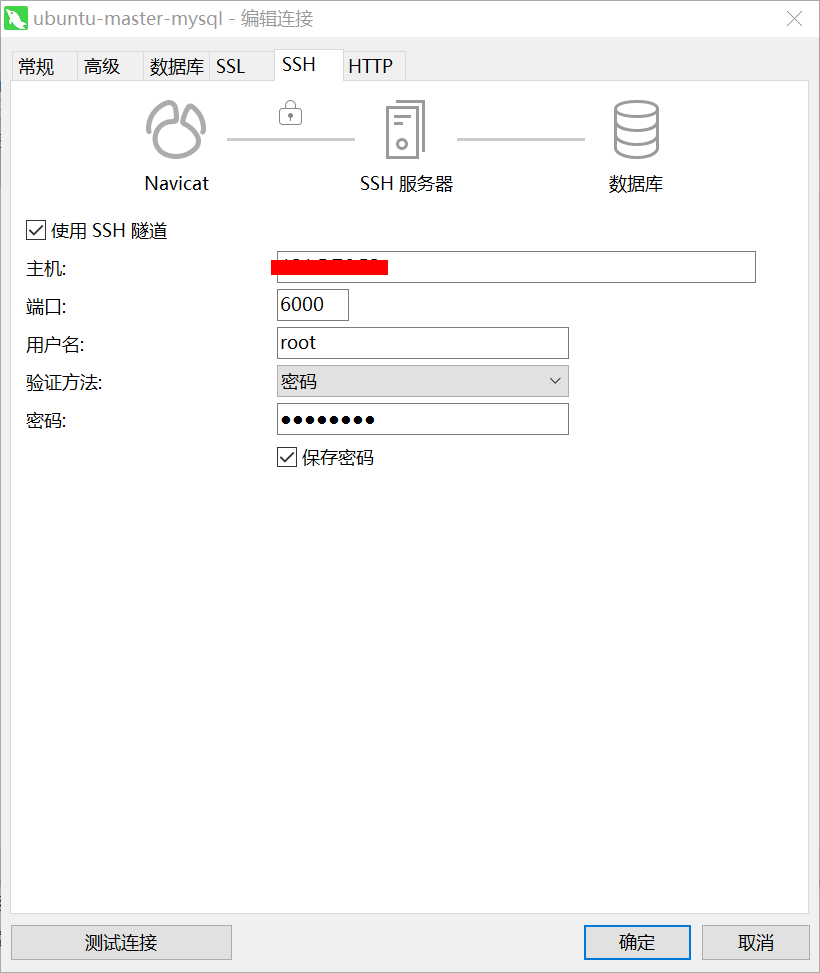 ubuntu-master-mysql - 编辑连接
常规 高级 数据库 SSL SSH HTTP
Navicat SSH 服务器 数据库
使用 SSH 隧道
主机:
端口: 6000
用户名: root
验证方法: 密码
密码: ●●●●●●●●
保存密码
测试连接 确定 取消